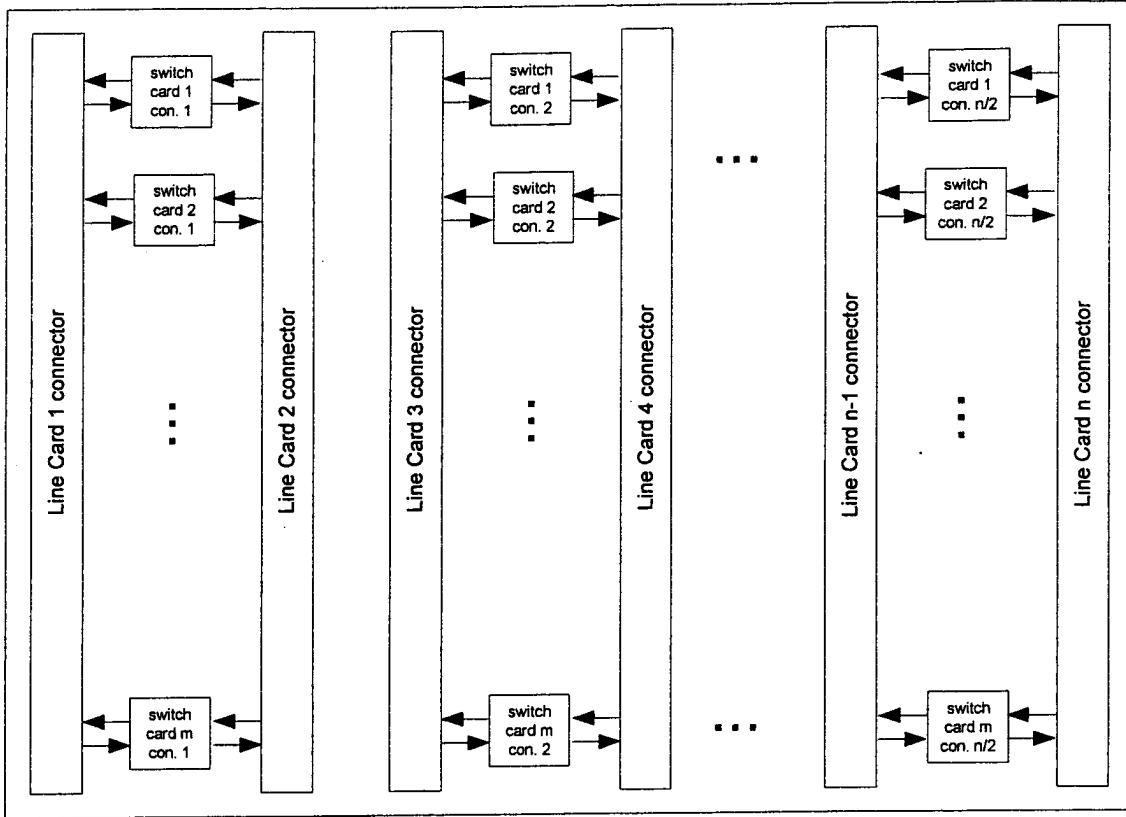 switch
card 1
con. 1
switch
card 1
con. 2
switch
card 1
con. n/2
switch
card 2
con. 1
switch
card 2
con. 2
switch
card 2
con. n/2
Line Card 1 connector
Line Card 2 connector
Line Card 3 connector
Line Card 4 connector
Line Card n-1 connector
Line Card n connector
switch
card m
con. 1
switch
card m
con. 2
switch
card m
con. n/2